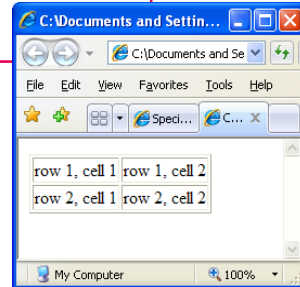 C:\Documents and Settin...
C:\Documents and Se
File Edit View Favorites Tools Help
Speci... C... X
row 1, cell 1 row 1, cell 2
row 2, cell 1 row 2, cell 2
My Computer 100%